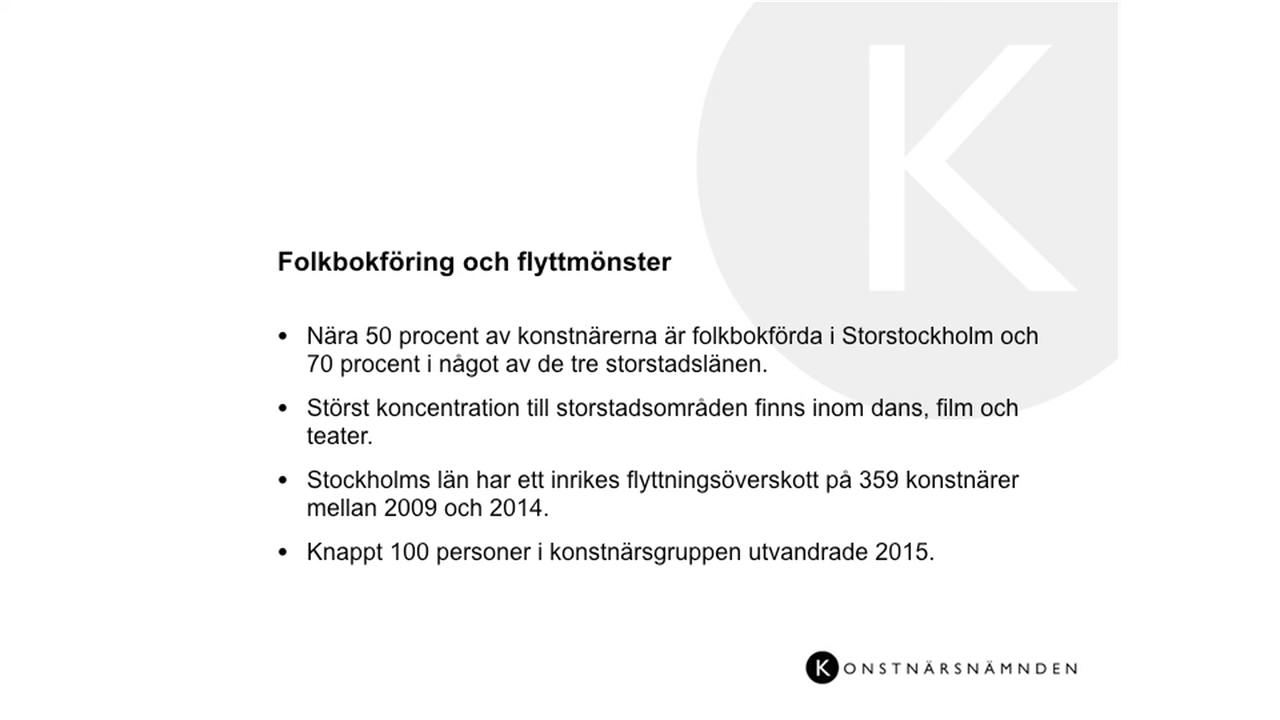 K
Folkbokföring och flyttmönster
• Nära 50 procent av konstnärerna är folkbokförda i Storstockholm och
70 procent i något av de tre storstadslänen.
• Störst koncentration till storstadsområden finns inom dans, film och
teater.
• Stockholms län har ett inrikes flyttningsöverskott på 359 konstnärer
mellan 2009 och 2014.
• Knappt 100 personer i konstnärsgruppen utvandrade 2015.
KONSTNÄRSNÄMNDEN